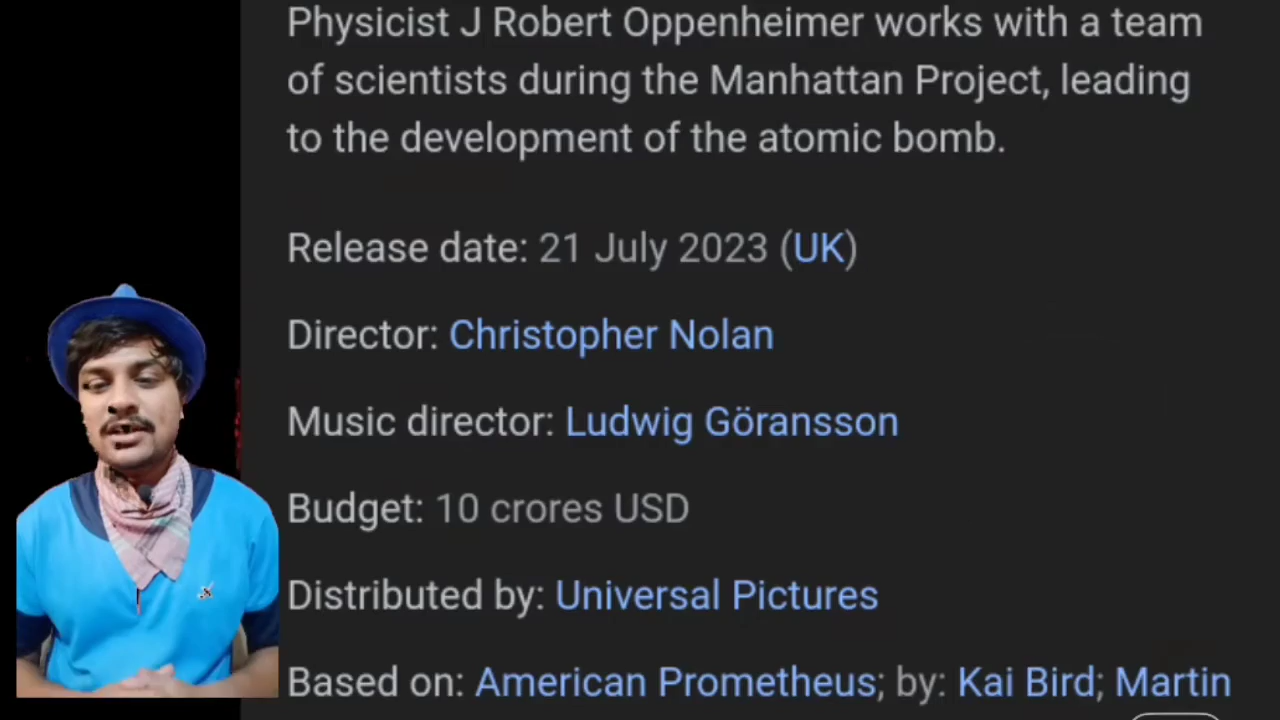 Physicist J Robert Oppenheimer works with a team
of scientists during the Manhattan Project, leading
to the development of the atomic bomb.
Release date: 21 July 2023 (UK)
Director: Christopher Nolan
Music director: Ludwig Göransson
Budget: 10 crores USD
Distributed by: Universal Pictures
Based on: American Prometheus; by: Kai Bird; Martin